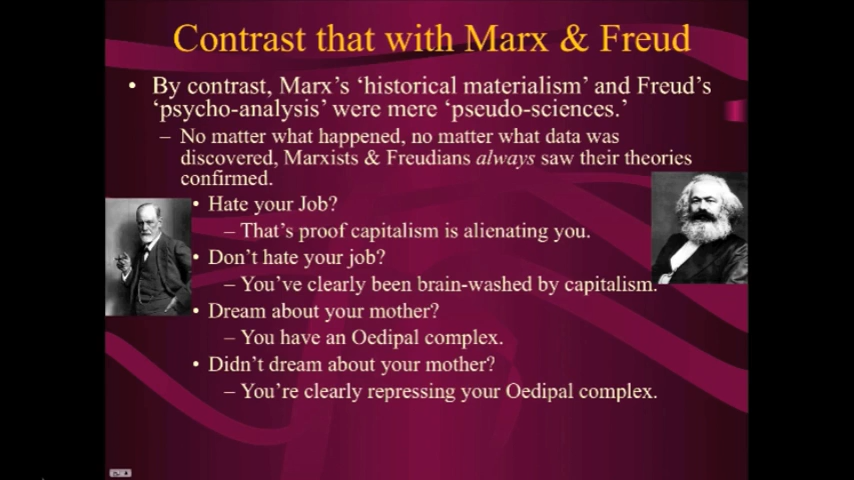 Contrast that with Marx & Freud
• By contrast, Marx's 'historical materialism' and Freud's
'psycho-analysis' were mere 'pseudo-sciences.'
– No matter what happened, no matter what data was
discovered, Marxists & Freudians always saw their theories
confirmed.
• Hate your Job?
– That's proof capitalism is alienating you.
• Don't hate your job?
– You've clearly been brain-washed by capitalism.
• Dream about your mother?
– You have an Oedipal complex.
• Didn't dream about your mother?
– You're clearly repressing your Oedipal complex.